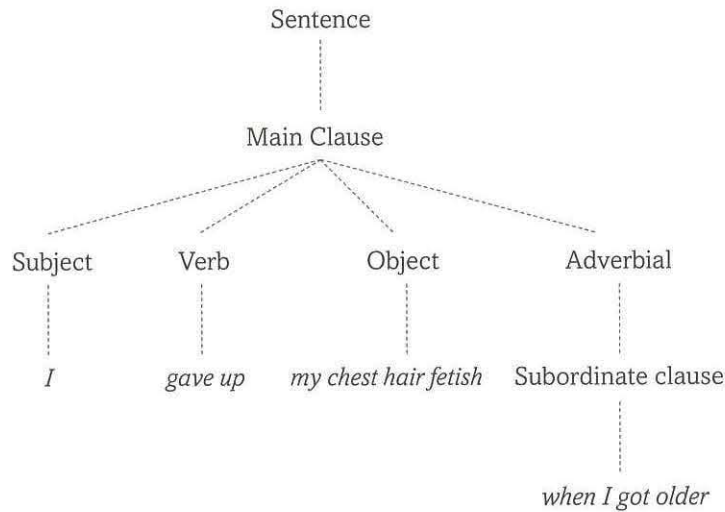 Sentence
Main Clause
Subject Verb Object Adverbial
I gave up my chest hair fetish Subordinate clause
when I got older